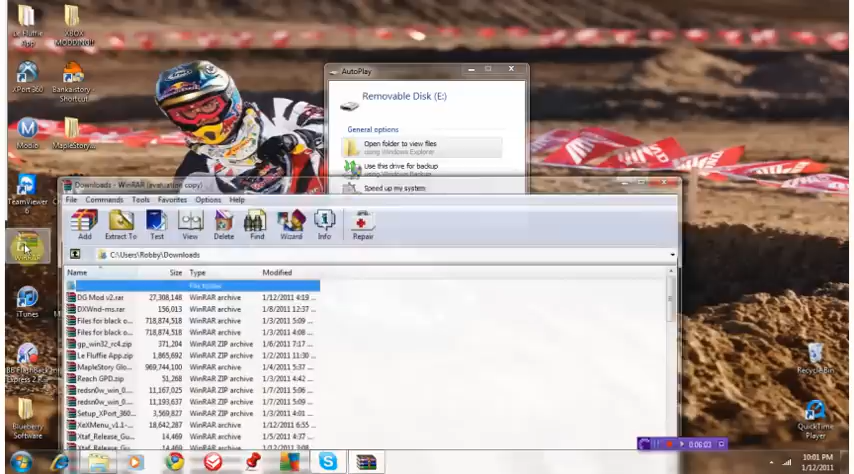 Le Fluffie
App
XBOX
MODDING!!
XPort 360
Bankaistory -
Shortcut
Modio
MapleStory...
TeamViewer
6
WinRAR
iTunes
BB FlashBack
Express 2...
Blueberry
Software
AutoPlay
Removable Disk (E:)
General options
Open folder to view files
using Windows Explorer
Use this drive for backup
using Windows Backup
Speed up my system
Downloads - WinRAR (evaluation copy)
File Commands Tools Favorites Options Help
Add Extract To Test View Delete Find Wizard Info Repair
C:\Users\Robby\Downloads
Name Size Type Modified
File folder
DG Mod v2.rar 27,308,148 WinRAR archive 1/12/2011 4:19 ...
DXWnd-ms.rar 156,013 WinRAR archive 1/8/2011 12:37
Files for black o... 718,874,518 WinRAR archive 1/3/2011 5:09 ...
Files for black o... 718,874,518 WinRAR archive 1/3/2011 4:08 ...
gp_win32_rc4.zip 371,204 WinRAR ZIP archive 1/6/2011 7:17 ...
Le Fluffie App.zip 1,865,692 WinRAR ZIP archive 1/2/2011 11:30 ...
MapleStory Glo... 969,744,100 WinRAR ZIP archive 1/4/2011 5:37 ...
Reach GPD.zip 51,268 WinRAR ZIP archive 1/3/2011 4:42 ...
redsn0w_win_0... 11,167,025 WinRAR ZIP archive 1/7/2011 5:06 ...
redsn0w_win_0... 11,193,637 WinRAR ZIP archive 1/7/2011 5:09 ...
Setup_XPort_360... 3,569,827 WinRAR ZIP archive 1/3/2011 4:01 ...
XeXMenu_v1.1-... 18,642,287 WinRAR archive 1/12/2011 6:55 ...
Xtaf_Release_Gu... 14,469 WinRAR archive 1/5/2011 4:37 ...
Xtaf_Release_Gu... 14,469 WinRAR archive
Recycle Bin
QuickTime
Player
0:06:03
10:01 PM
1/12/2011